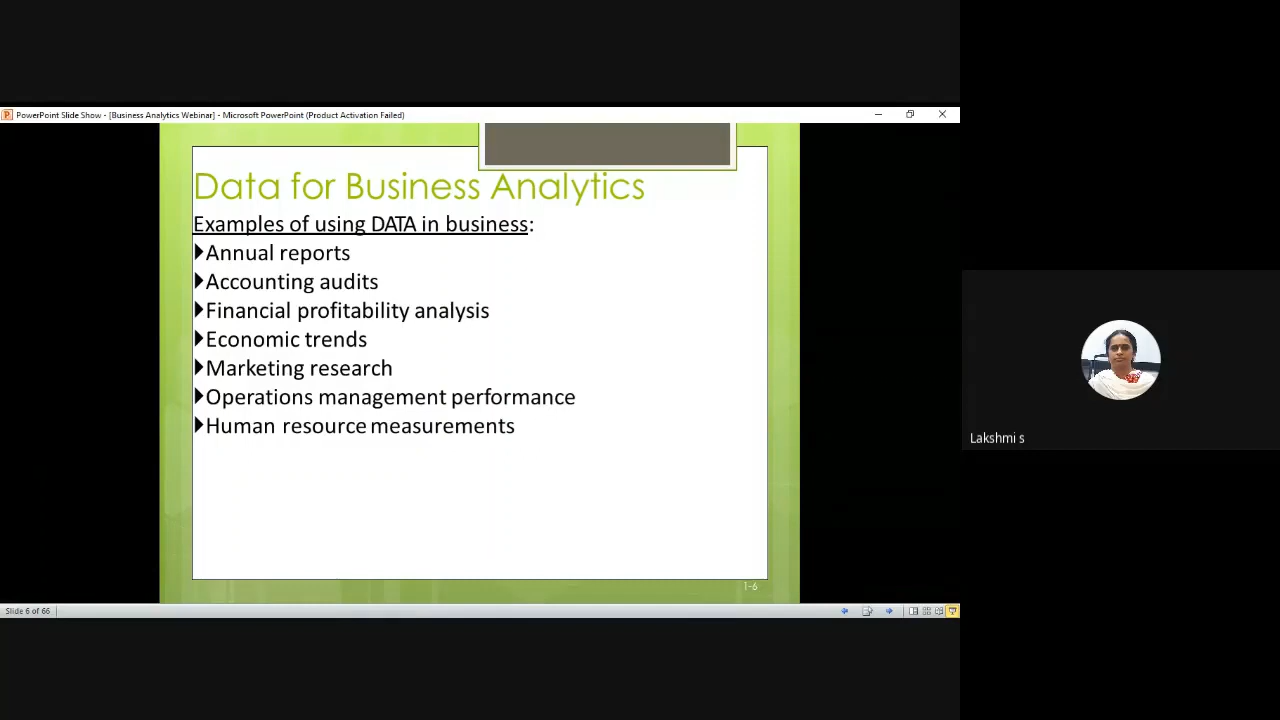 PowerPoint Slide Show - [Business Analytics Webinar] - Microsoft PowerPoint (Product Activation Failed)
Data for Business Analytics
Examples of using DATA in business:
Annual reports
Accounting audits
Financial profitability analysis
Economic trends
Marketing research
Operations management performance
Human resource measurements
1-6
Lakshmi s
Slide 6 of 66